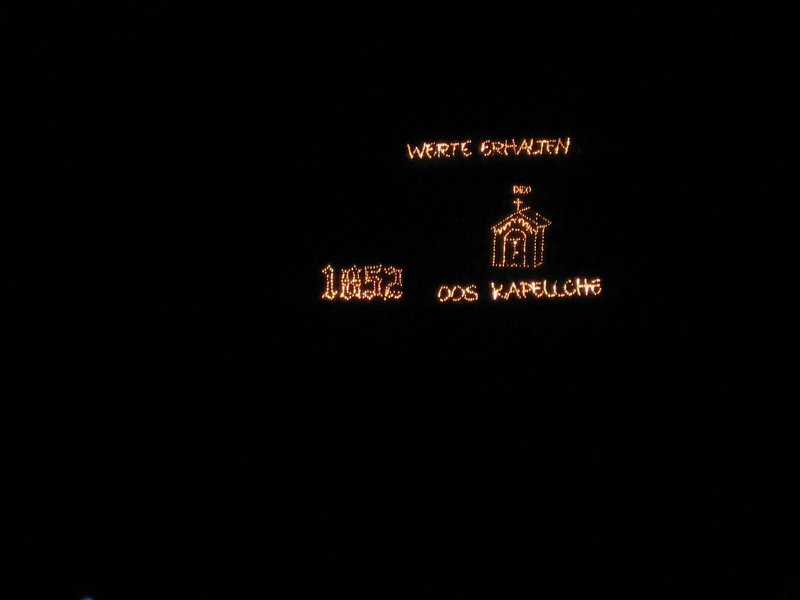 WERTE ERHALTEN
DEO
1852
OOS KAPELLCHE